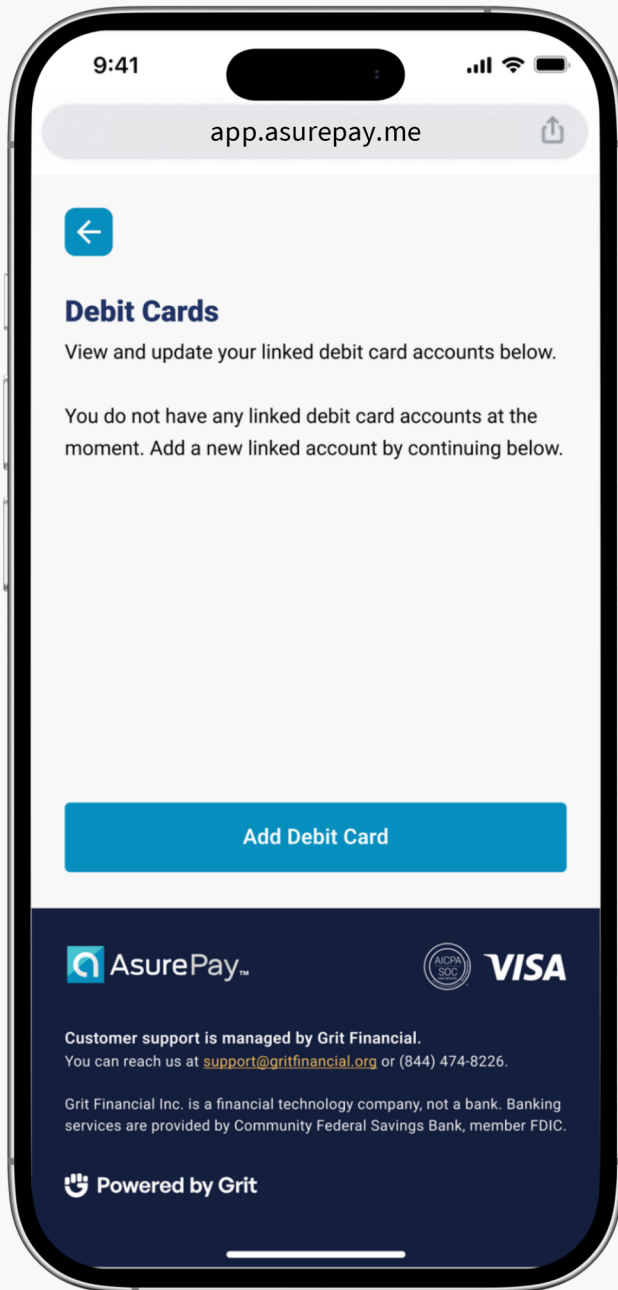 9:41
app.asurepay.me
Debit Cards
View and update your linked debit card accounts below.
You do not have any linked debit card accounts at the
moment. Add a new linked account by continuing below.
Add Debit Card
AsurePay™
AICPA
SOC
VISA
Customer support is managed by Grit Financial.
You can reach us at support@gritfinancial.org or (844) 474-8226.
Grit Financial Inc. is a financial technology company, not a bank. Banking
services are provided by Community Federal Savings Bank, member FDIC.
Powered by Grit